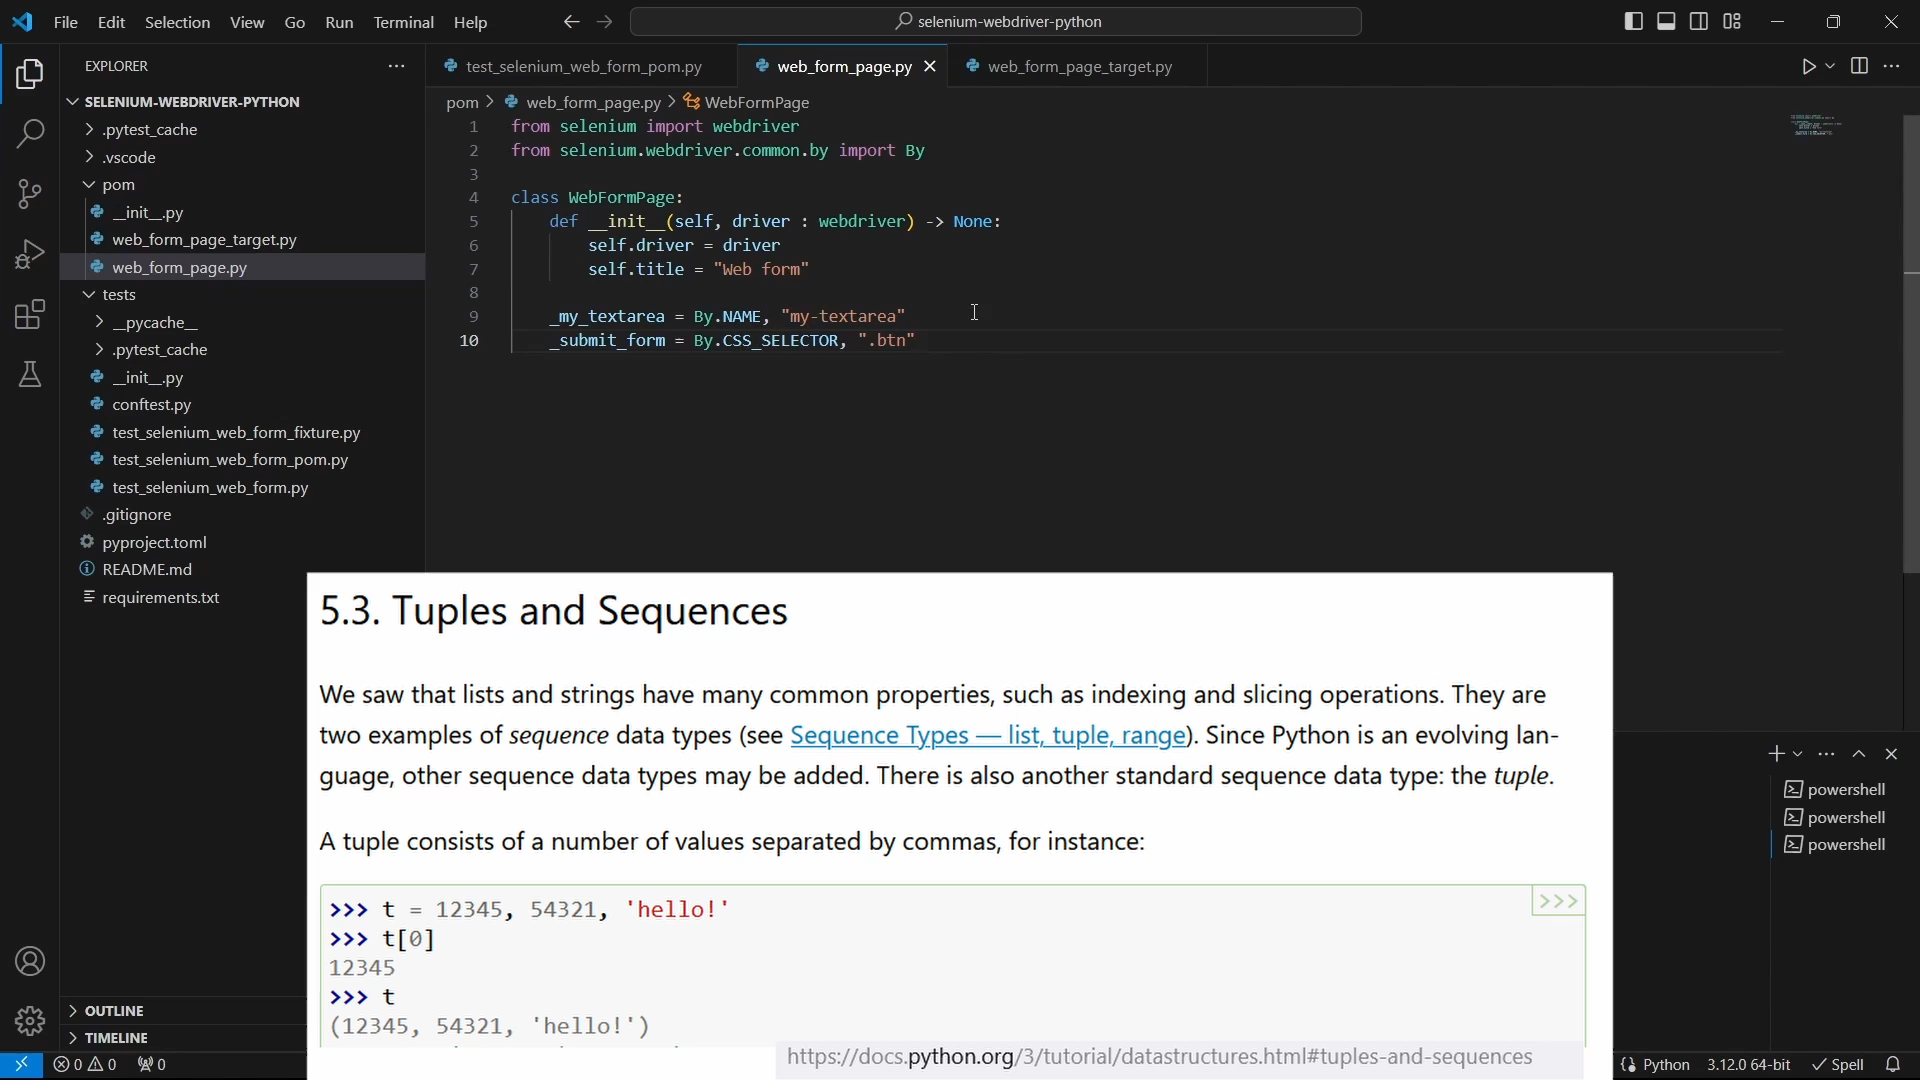 File Edit Selection View Go Run Terminal Help
selenium-webdriver-python
EXPLORER
SELENIUM-WEBDRIVER-PYTHON
.pytest_cache
.vscode
pom
__init__.py
web_form_page_target.py
web_form_page.py
tests
__pycache__
.pytest_cache
__init__.py
conftest.py
test_selenium_web_form_fixture.py
test_selenium_web_form_pom.py
test_selenium_web_form.py
.gitignore
pyproject.toml
README.md
requirements.txt
OUTLINE
TIMELINE
test_selenium_web_form_pom.py web_form_page.py web_form_page_target.py
pom > web_form_page.py > WebFormPage
1 from selenium import webdriver
2 from selenium.webdriver.common.by import By
3
4 class WebFormPage:
5 def __init__(self, driver : webdriver) -> None:
6 self.driver = driver
7 self.title = "Web form"
8
9 _my_textarea = By.NAME, "my-textarea"
10 _submit_form = By.CSS_SELECTOR, ".btn"
powershell
powershell
powershell
5.3. Tuples and Sequences
We saw that lists and strings have many common properties, such as indexing and slicing operations. They are
two examples of sequence data types (see Sequence Types — list, tuple, range). Since Python is an evolving lan-
guage, other sequence data types may be added. There is also another standard sequence data type: the tuple.
A tuple consists of a number of values separated by commas, for instance:
>>>
>>> t = 12345, 54321, 'hello!'
>>> t[0]
12345
>>> t
(12345, 54321, 'hello!')
https://docs.python.org/3/tutorial/datastructures.html#tuples-and-sequences
0 0 0
Python 3.12.0 64-bit Spell